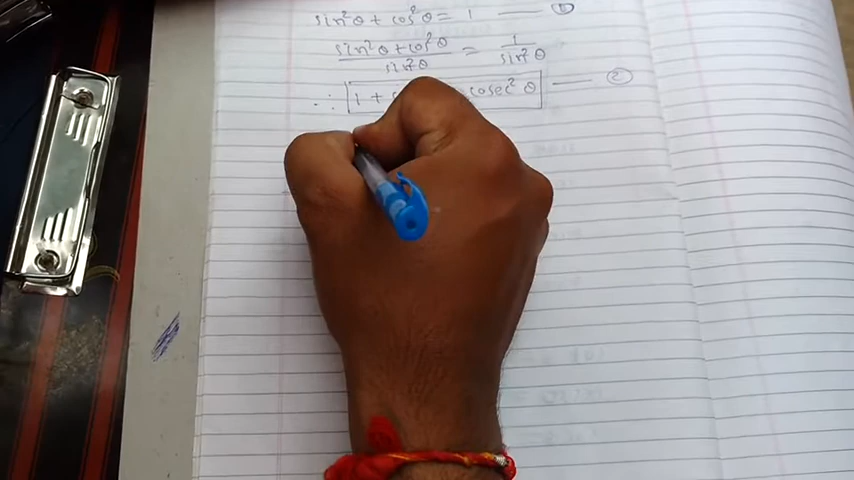 sin²θ + cos²θ = 1 —— ①
sin²θ + cos²θ / sin²θ = 1 / sin²θ
∴ 1 + cosec²θ —— ②